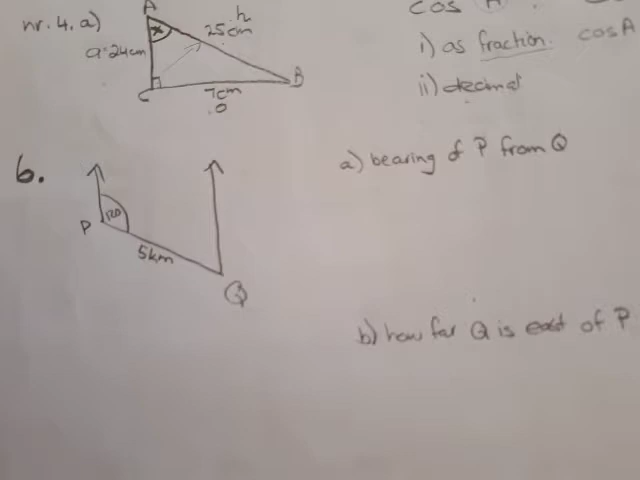 nr. 4. a)
A
x
h
25cm
a=24cm
C
7cm
O
B
cos A
i) as fraction. cosA
ii) decimal
6.
P
120
5km
Q
a) bearing of P from Q
b) how far Q is east of P